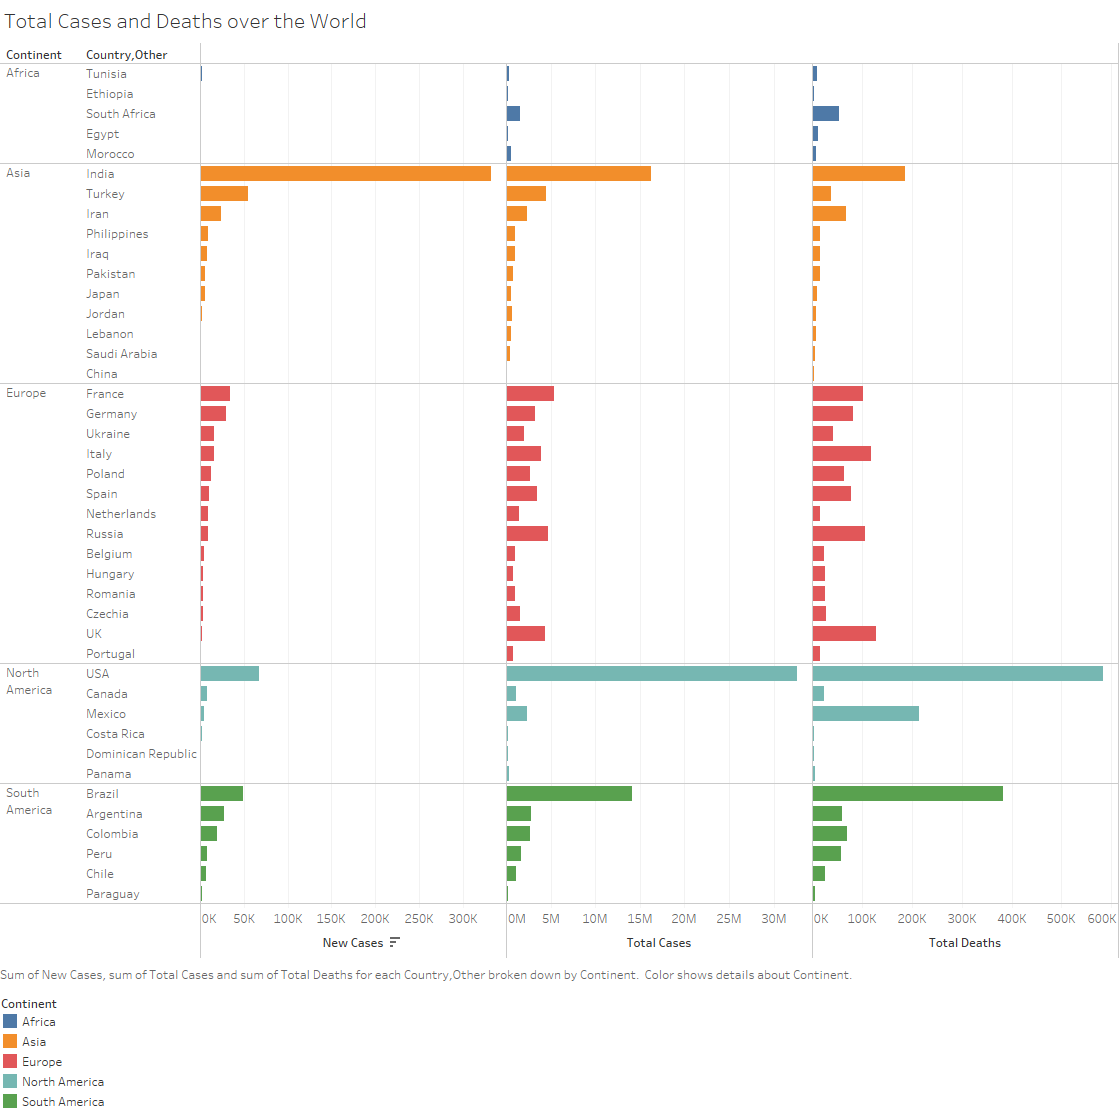 Total Cases and Deaths over the World
Continent Country,Other
Africa Tunisia
Ethiopia
South Africa
Egypt
Morocco
Asia India
Turkey
Iran
Philippines
Iraq
Pakistan
Japan
Jordan
Lebanon
Saudi Arabia
China
Europe France
Germany
Ukraine
Italy
Poland
Spain
Netherlands
Russia
Belgium
Hungary
Romania
Czechia
UK
Portugal
North America USA
Canada
Mexico
Costa Rica
Dominican Republic
Panama
South America Brazil
Argentina
Colombia
Peru
Chile
Paraguay
0K 50K 100K 150K 200K 250K 300K 0M 5M 10M 15M 20M 25M 30M 0K 100K 200K 300K 400K 500K 600K
New Cases Total Cases Total Deaths
Sum of New Cases, sum of Total Cases and sum of Total Deaths for each Country,Other broken down by Continent. Color shows details about Continent.
Continent
Africa
Asia
Europe
North America
South America